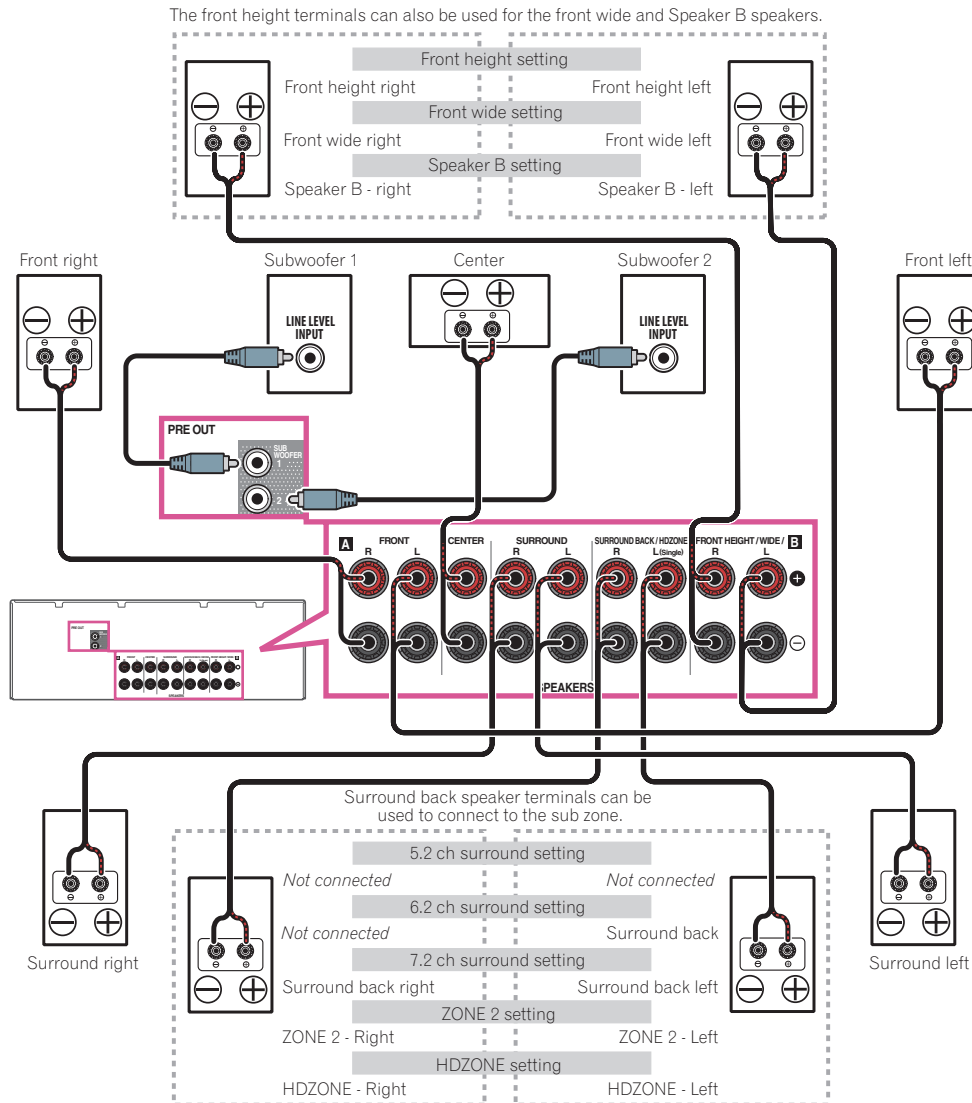 The front height terminals can also be used for the front wide and Speaker B speakers.
Front height setting
Front height right
Front height left
Front wide setting
Front wide right
Front wide left
Speaker B setting
Speaker B - right
Speaker B - left
Front right
Subwoofer 1
Center
Subwoofer 2
Front left
LINE LEVEL
INPUT
LINE LEVEL
INPUT
PRE OUT
SUB
WOOFER
1
2
A
FRONT
R
L
CENTER
SURROUND
R
L
SURROUND BACK / HDZONE
R
L (Single)
FRONT HEIGHT / WIDE / B
R
L
SPEAKERS
PRE OUT
Surround back speaker terminals can be
used to connect to the sub zone.
5.2 ch surround setting
Not connected
Not connected
6.2 ch surround setting
Not connected
Surround back
7.2 ch surround setting
Surround back right
Surround back left
ZONE 2 setting
ZONE 2 - Right
ZONE 2 - Left
HDZONE setting
HDZONE - Right
HDZONE - Left
Surround right
Surround left